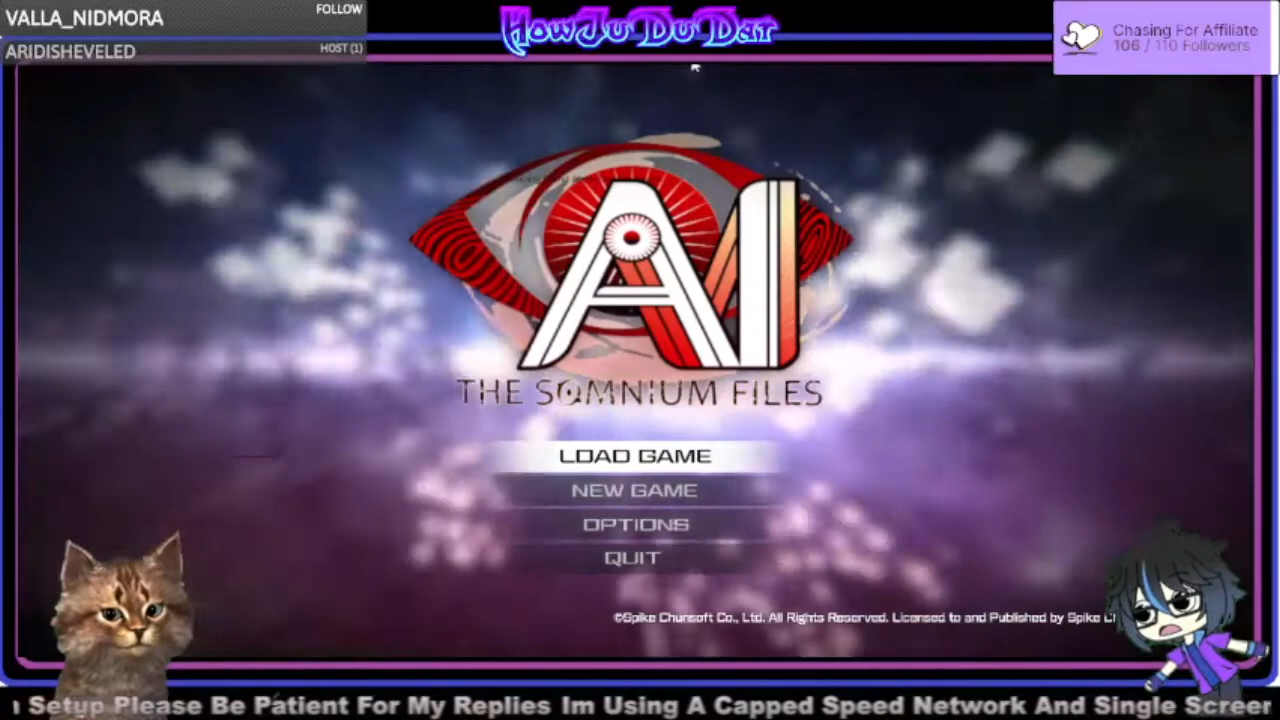 VALLA_NIDMORA FOLLOW
ARIDISHEVELED HOST (1)
HowJuDuDat
Chasing For Affiliate
106 / 110 Followers
AI
THE SOMNIUM FILES
LOAD GAME
NEW GAME
OPTIONS
QUIT
©Spike Chunsoft Co., Ltd. All Rights Reserved. Licensed to and Published by Spike
Setup Please Be Patient For My Replies Im Using A Capped Speed Network And Single Screen